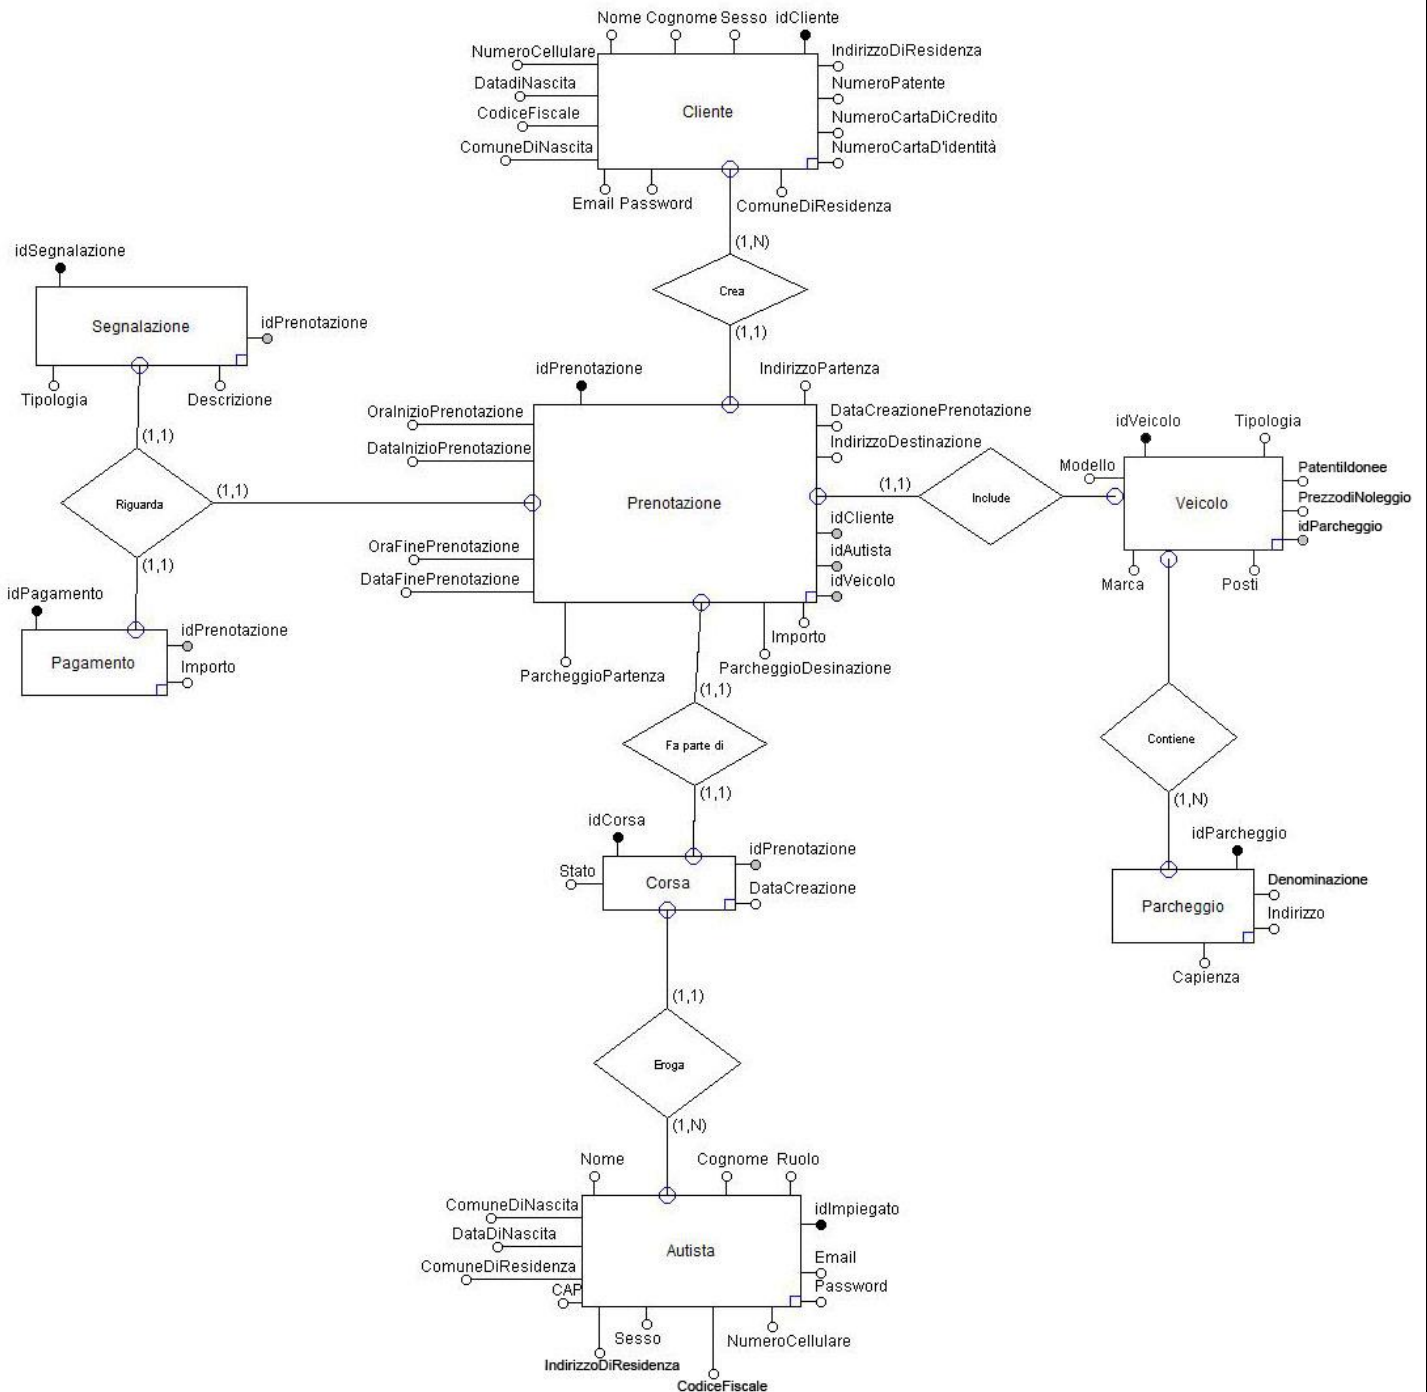 Nome Cognome Sesso idCliente
NumeroCellulare
IndirizzoDiResidenza
DatadiNascita
NumeroPatente
CodiceFiscale
Cliente
NumeroCartaDiCredito
ComuneDiNascita
NumeroCartaD'identità
Email Password
ComuneDiResidenza
(1,N)
Crea
(1,1)
idSegnalazione
Segnalazione
idPrenotazione
Tipologia
Descrizione
(1,1)
Riguarda
(1,1)
(1,1)
idPagamento
Pagamento
idPrenotazione
Importo
idPrenotazione
IndirizzoPartenza
OraInizioPrenotazione
DataCreazionePrenotazione
DataInizioPrenotazione
IndirizzoDestinazione
Prenotazione
(1,1)
Include
idCliente
OraFinePrenotazione
idAutista
DataFinePrenotazione
idVeicolo
Importo
ParcheggioPartenza
ParcheggioDesinazione
idVeicolo
Tipologia
Modello
PatentiIdonee
Veicolo
PrezzodiNoleggio
idParcheggio
Marca
Posti
Contiene
(1,N)
idParcheggio
Denominazione
Parcheggio
Indirizzo
Capienza
(1,1)
Fa parte di
(1,1)
idCorsa
idPrenotazione
Stato
Corsa
DataCreazione
(1,1)
Eroga
(1,N)
Nome
Cognome Ruolo
ComuneDiNascita
idImpiegato
DataDiNascita
Autista
Email
ComuneDiResidenza
Password
CAP
Sesso
NumeroCellulare
IndirizzoDiResidenza
CodiceFiscale